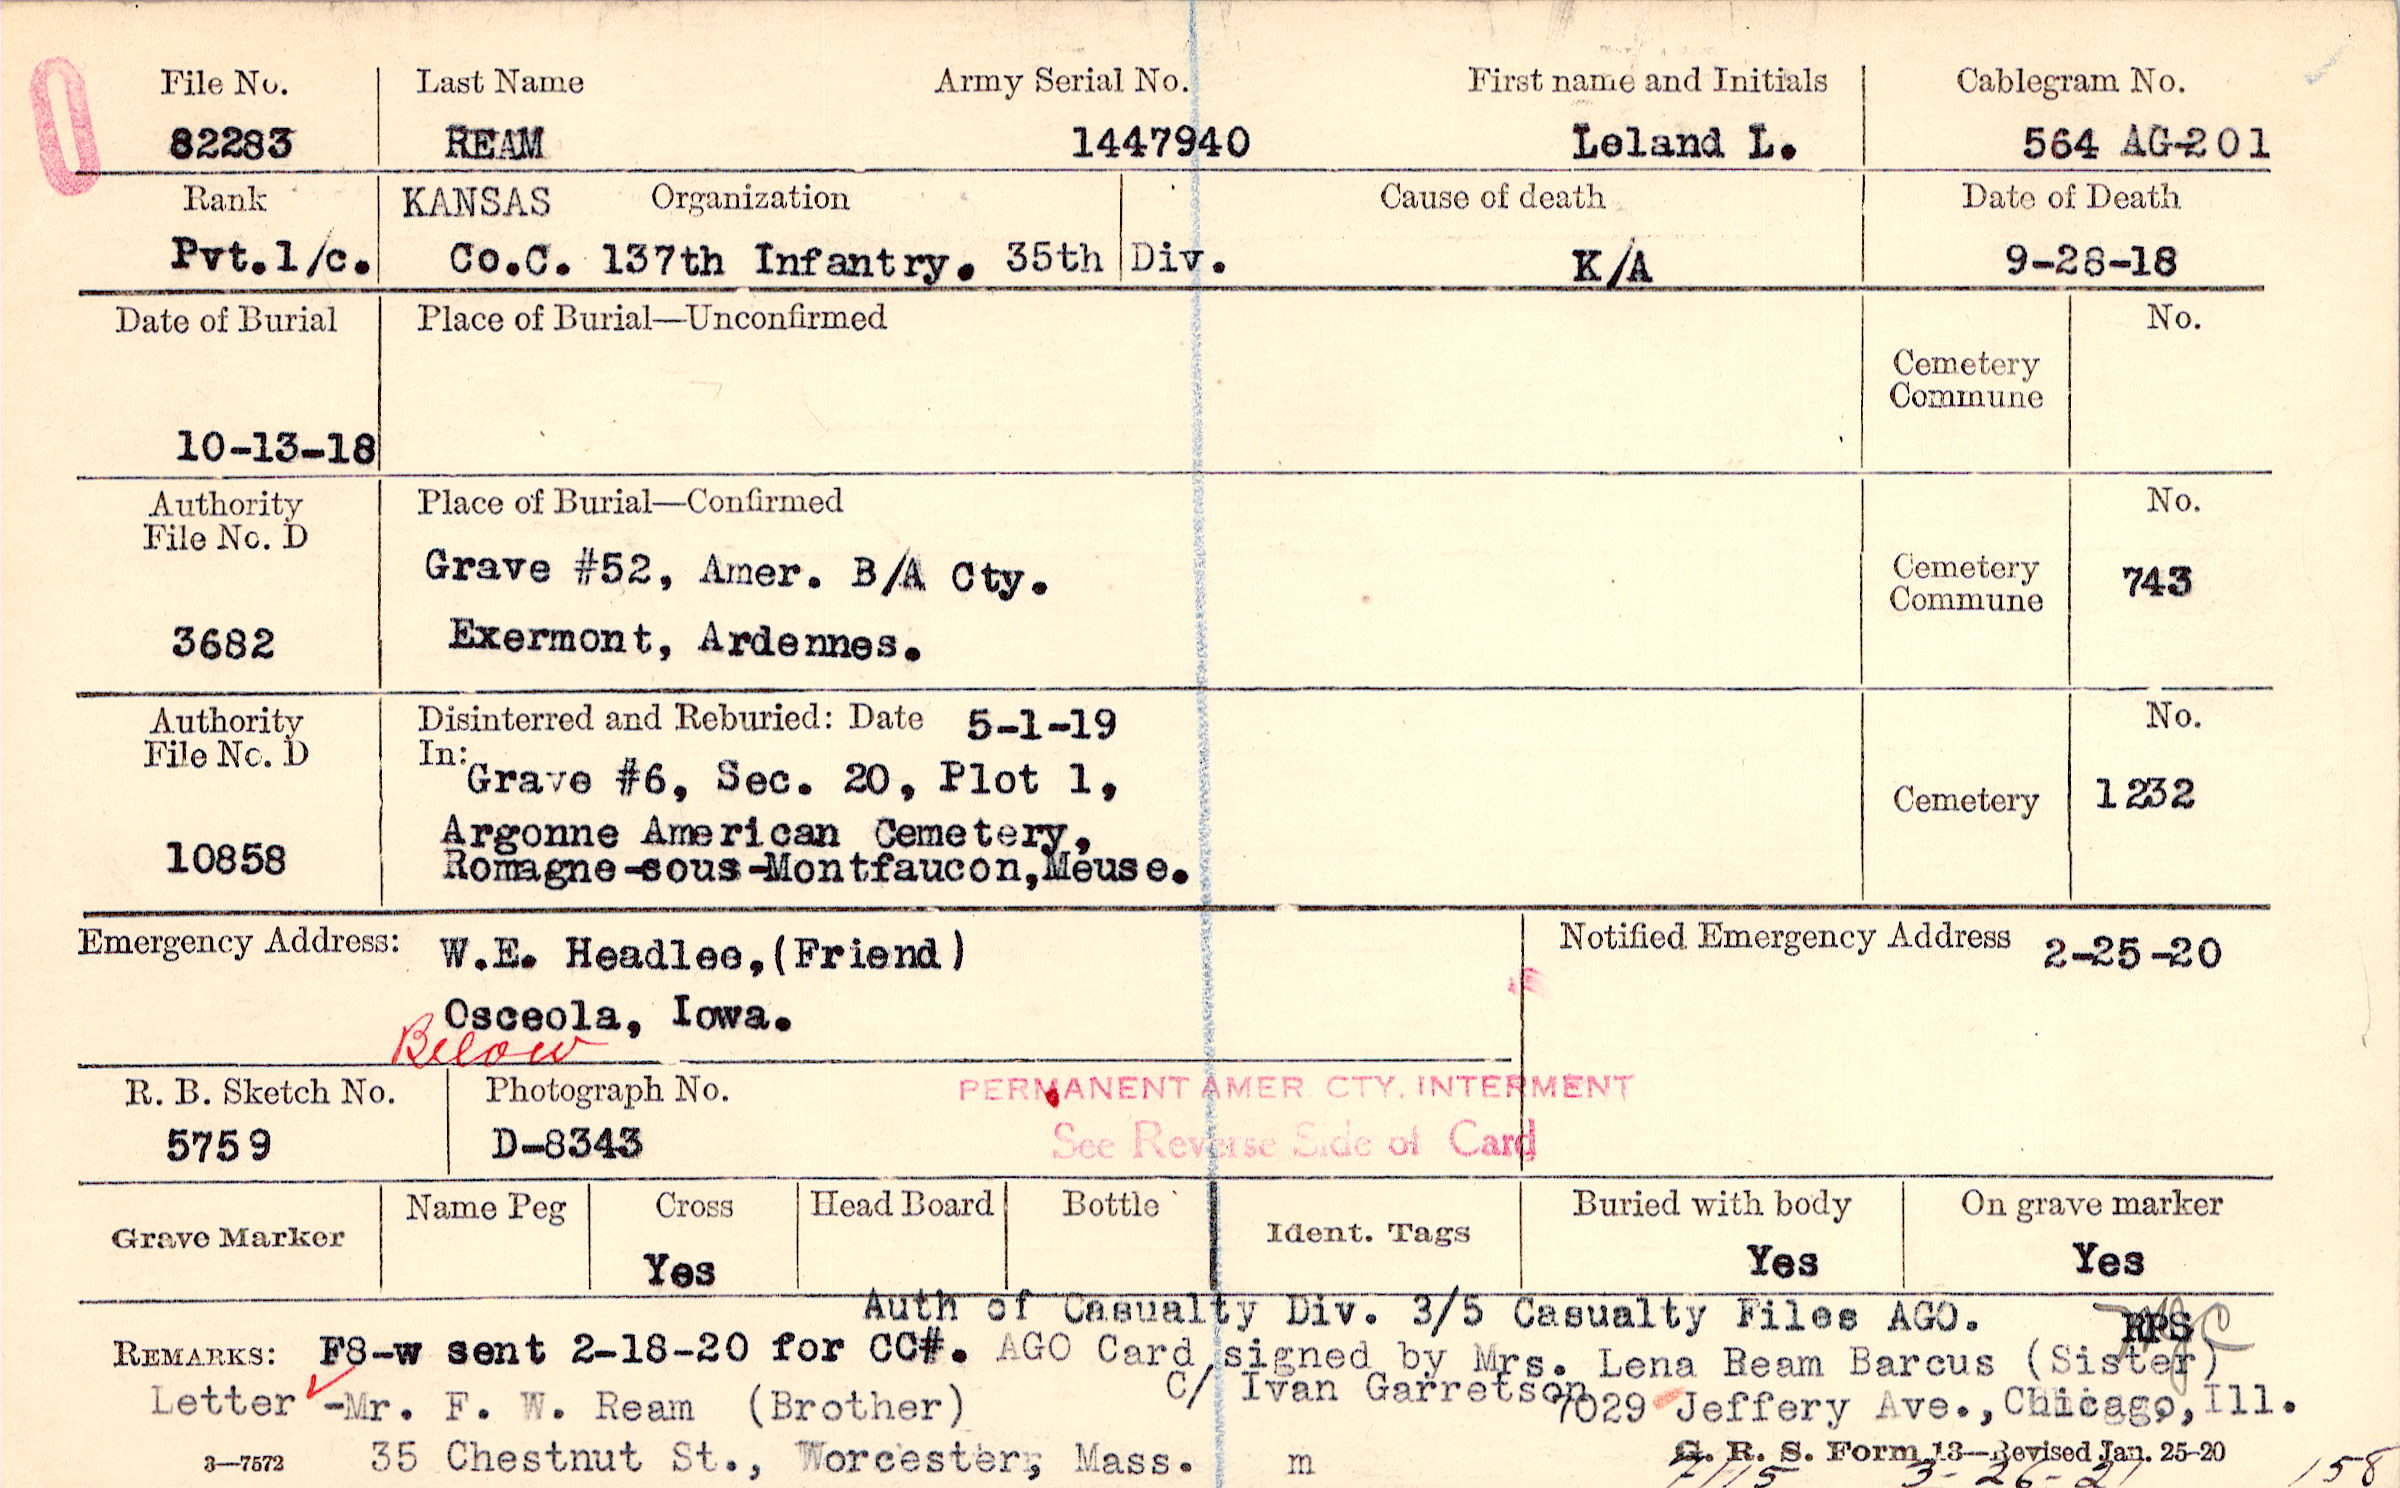 File No. Last Name Army Serial No. First name and Initials Cablegram No.
82283 REAM 1447940 Leland L. 564 AG-201
Rank KANSAS Organization Cause of death Date of Death
Pvt.1/c. Co.C. 137th Infantry. 35th Div. K/A 9-28-18
Date of Burial Place of Burial—Unconfirmed No.
Cemetery
Commune
10-13-18
Authority Place of Burial—Confirmed No.
File No. D
Grave #52, Amer. B/A Cty. Cemetery 743
Commune
3682 Exermont, Ardennes.
Authority Disinterred and Reburied: Date 5-1-19 No.
File No. D In:
Grave #6, Sec. 20, Plot 1, Cemetery 1232
Argonne American Cemetery,
10858 Romagne-sous-Montfaucon,Meuse.
Emergency Address: W.E. Headlee,(Friend) Notified Emergency Address 2-25-20
Osceola, Iowa.
Below
R. B. Sketch No. Photograph No. PERMANENT AMER CTY. INTERMENT
5759 D-8343 See Reverse Side of Card
Grave Marker Name Peg Cross Head Board Bottle Ident. Tags Buried with body On grave marker
Yes Yes Yes
Auth of Casualty Div. 3/5 Casualty Files AGO. RPS
REMARKS: F8-w sent 2-18-20 for CC#. AGO Card signed by Mrs. Lena Ream Barcus (Sister)
C/ Ivan Garretson
Letter -Mr. F. W. Ream (Brother) 7029 Jeffery Ave.,Chicago,Ill.
3—7572 35 Chestnut St., Worcester, Mass. m G. R. S. Form 13—Revised Jan. 25-20
158